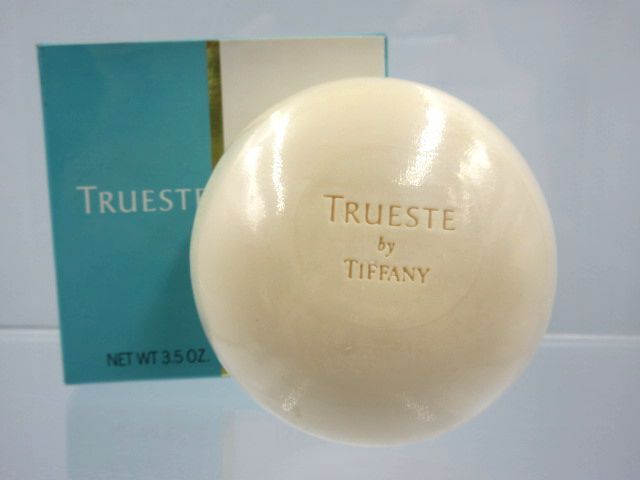 TRUESTE
NET WT 3.5 OZ.
TRUESTE
by
TIFFANY